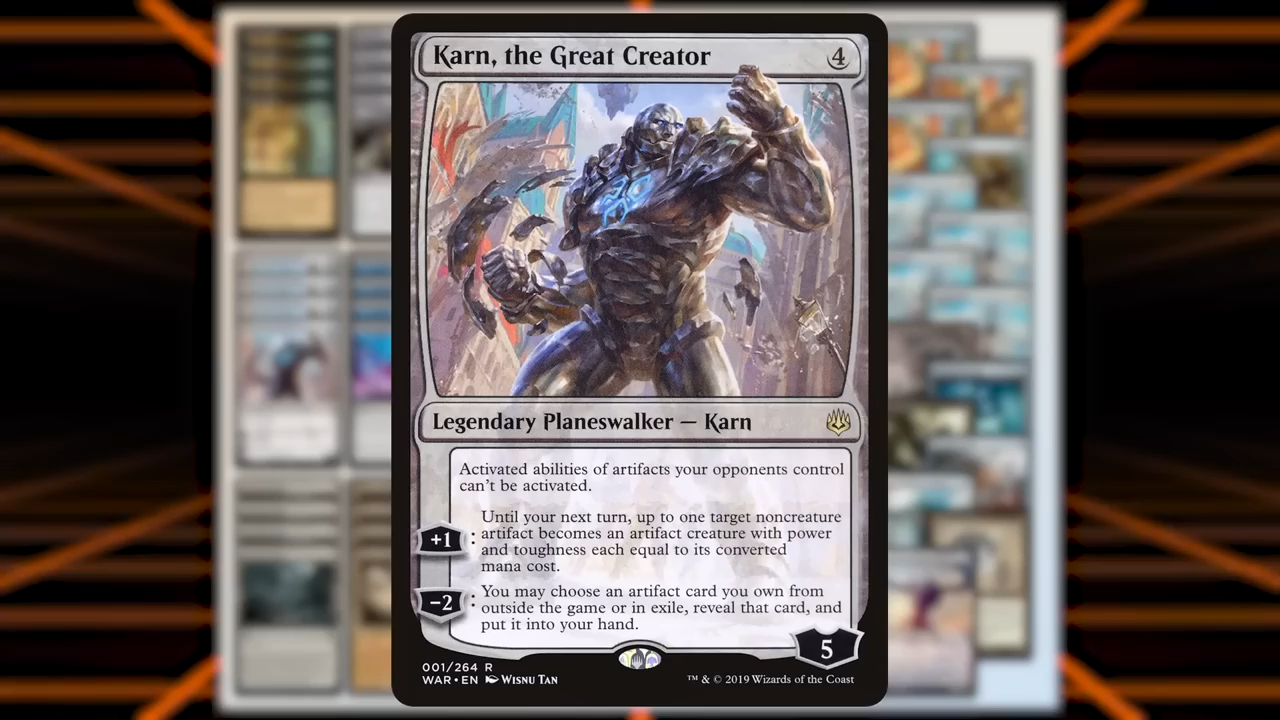 Karn, the Great Creator 4
Legendary Planeswalker — Karn
Activated abilities of artifacts your opponents control
can't be activated.
+1 : Until your next turn, up to one target noncreature
artifact becomes an artifact creature with power
and toughness each equal to its converted
mana cost.
−2 : You may choose an artifact card you own from
outside the game or in exile, reveal that card, and
put it into your hand.
5
001/264 R
WAR • EN Wisnu Tan
™ & © 2019 Wizards of the Coast